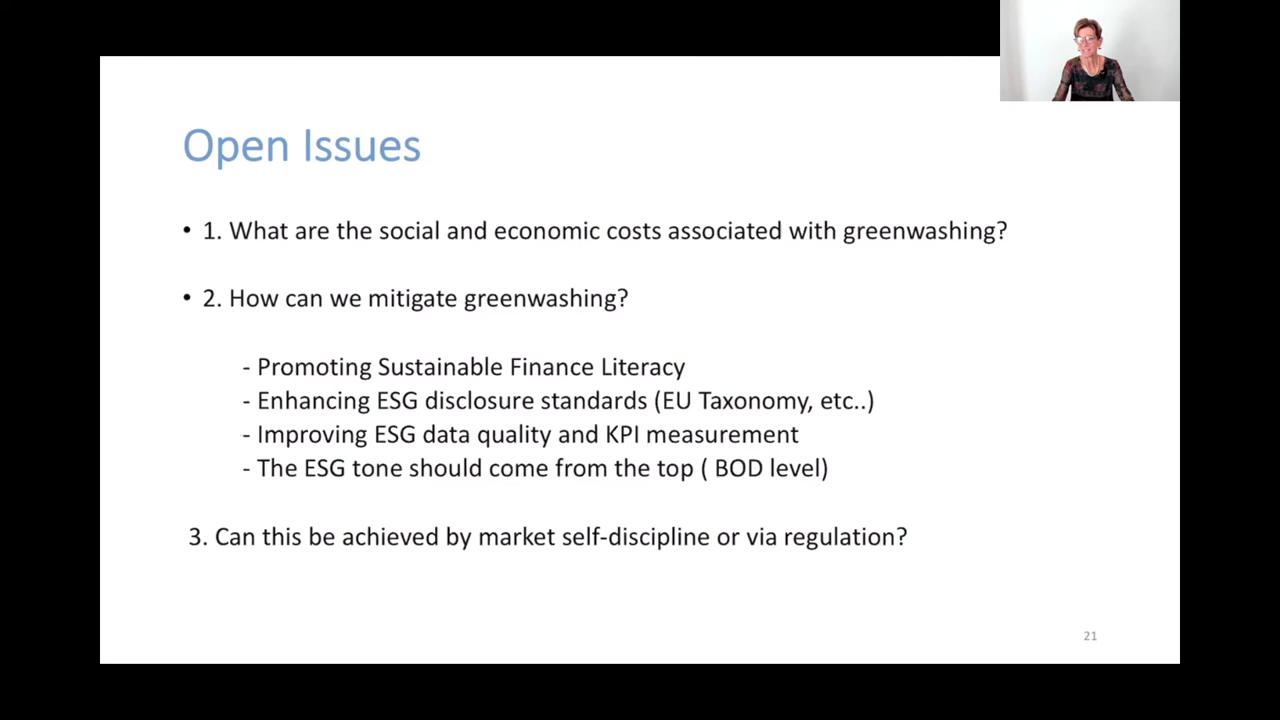 Open Issues
• 1. What are the social and economic costs associated with greenwashing?
• 2. How can we mitigate greenwashing?
- Promoting Sustainable Finance Literacy
- Enhancing ESG disclosure standards (EU Taxonomy, etc..)
- Improving ESG data quality and KPI measurement
- The ESG tone should come from the top ( BOD level)
3. Can this be achieved by market self-discipline or via regulation?
21